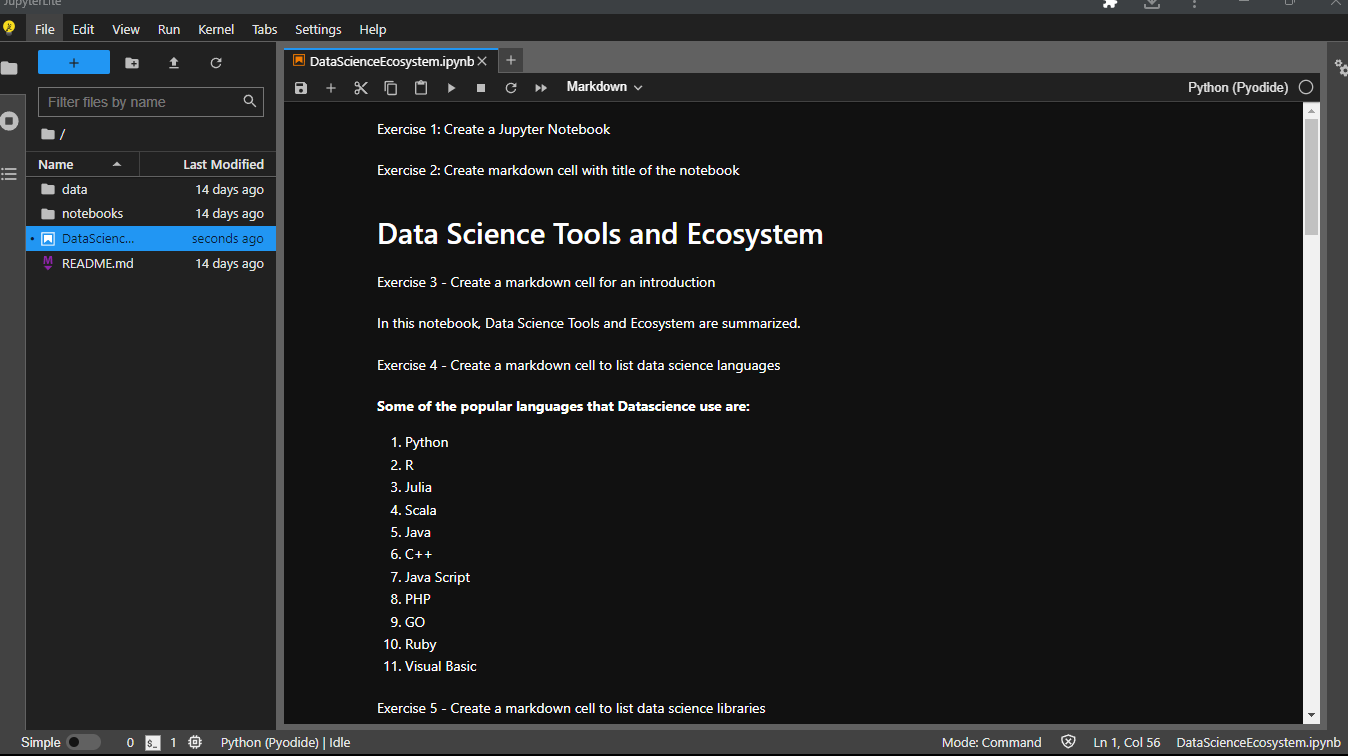 JupyterLite
File Edit View Run Kernel Tabs Settings Help
+
Filter files by name
/
Name Last Modified
data 14 days ago
notebooks 14 days ago
DataScienc... seconds ago
README.md 14 days ago
DataScienceEcosystem.ipynb
Markdown
Python (Pyodide)
Exercise 1: Create a Jupyter Notebook
Exercise 2: Create markdown cell with title of the notebook
Data Science Tools and Ecosystem
Exercise 3 - Create a markdown cell for an introduction
In this notebook, Data Science Tools and Ecosystem are summarized.
Exercise 4 - Create a markdown cell to list data science languages
Some of the popular languages that Datascience use are:
1. Python
2. R
3. Julia
4. Scala
5. Java
6. C++
7. Java Script
8. PHP
9. GO
10. Ruby
11. Visual Basic
Exercise 5 - Create a markdown cell to list data science libraries
Simple 0 1 Python (Pyodide) | Idle Mode: Command Ln 1, Col 56 DataScienceEcosystem.ipynb